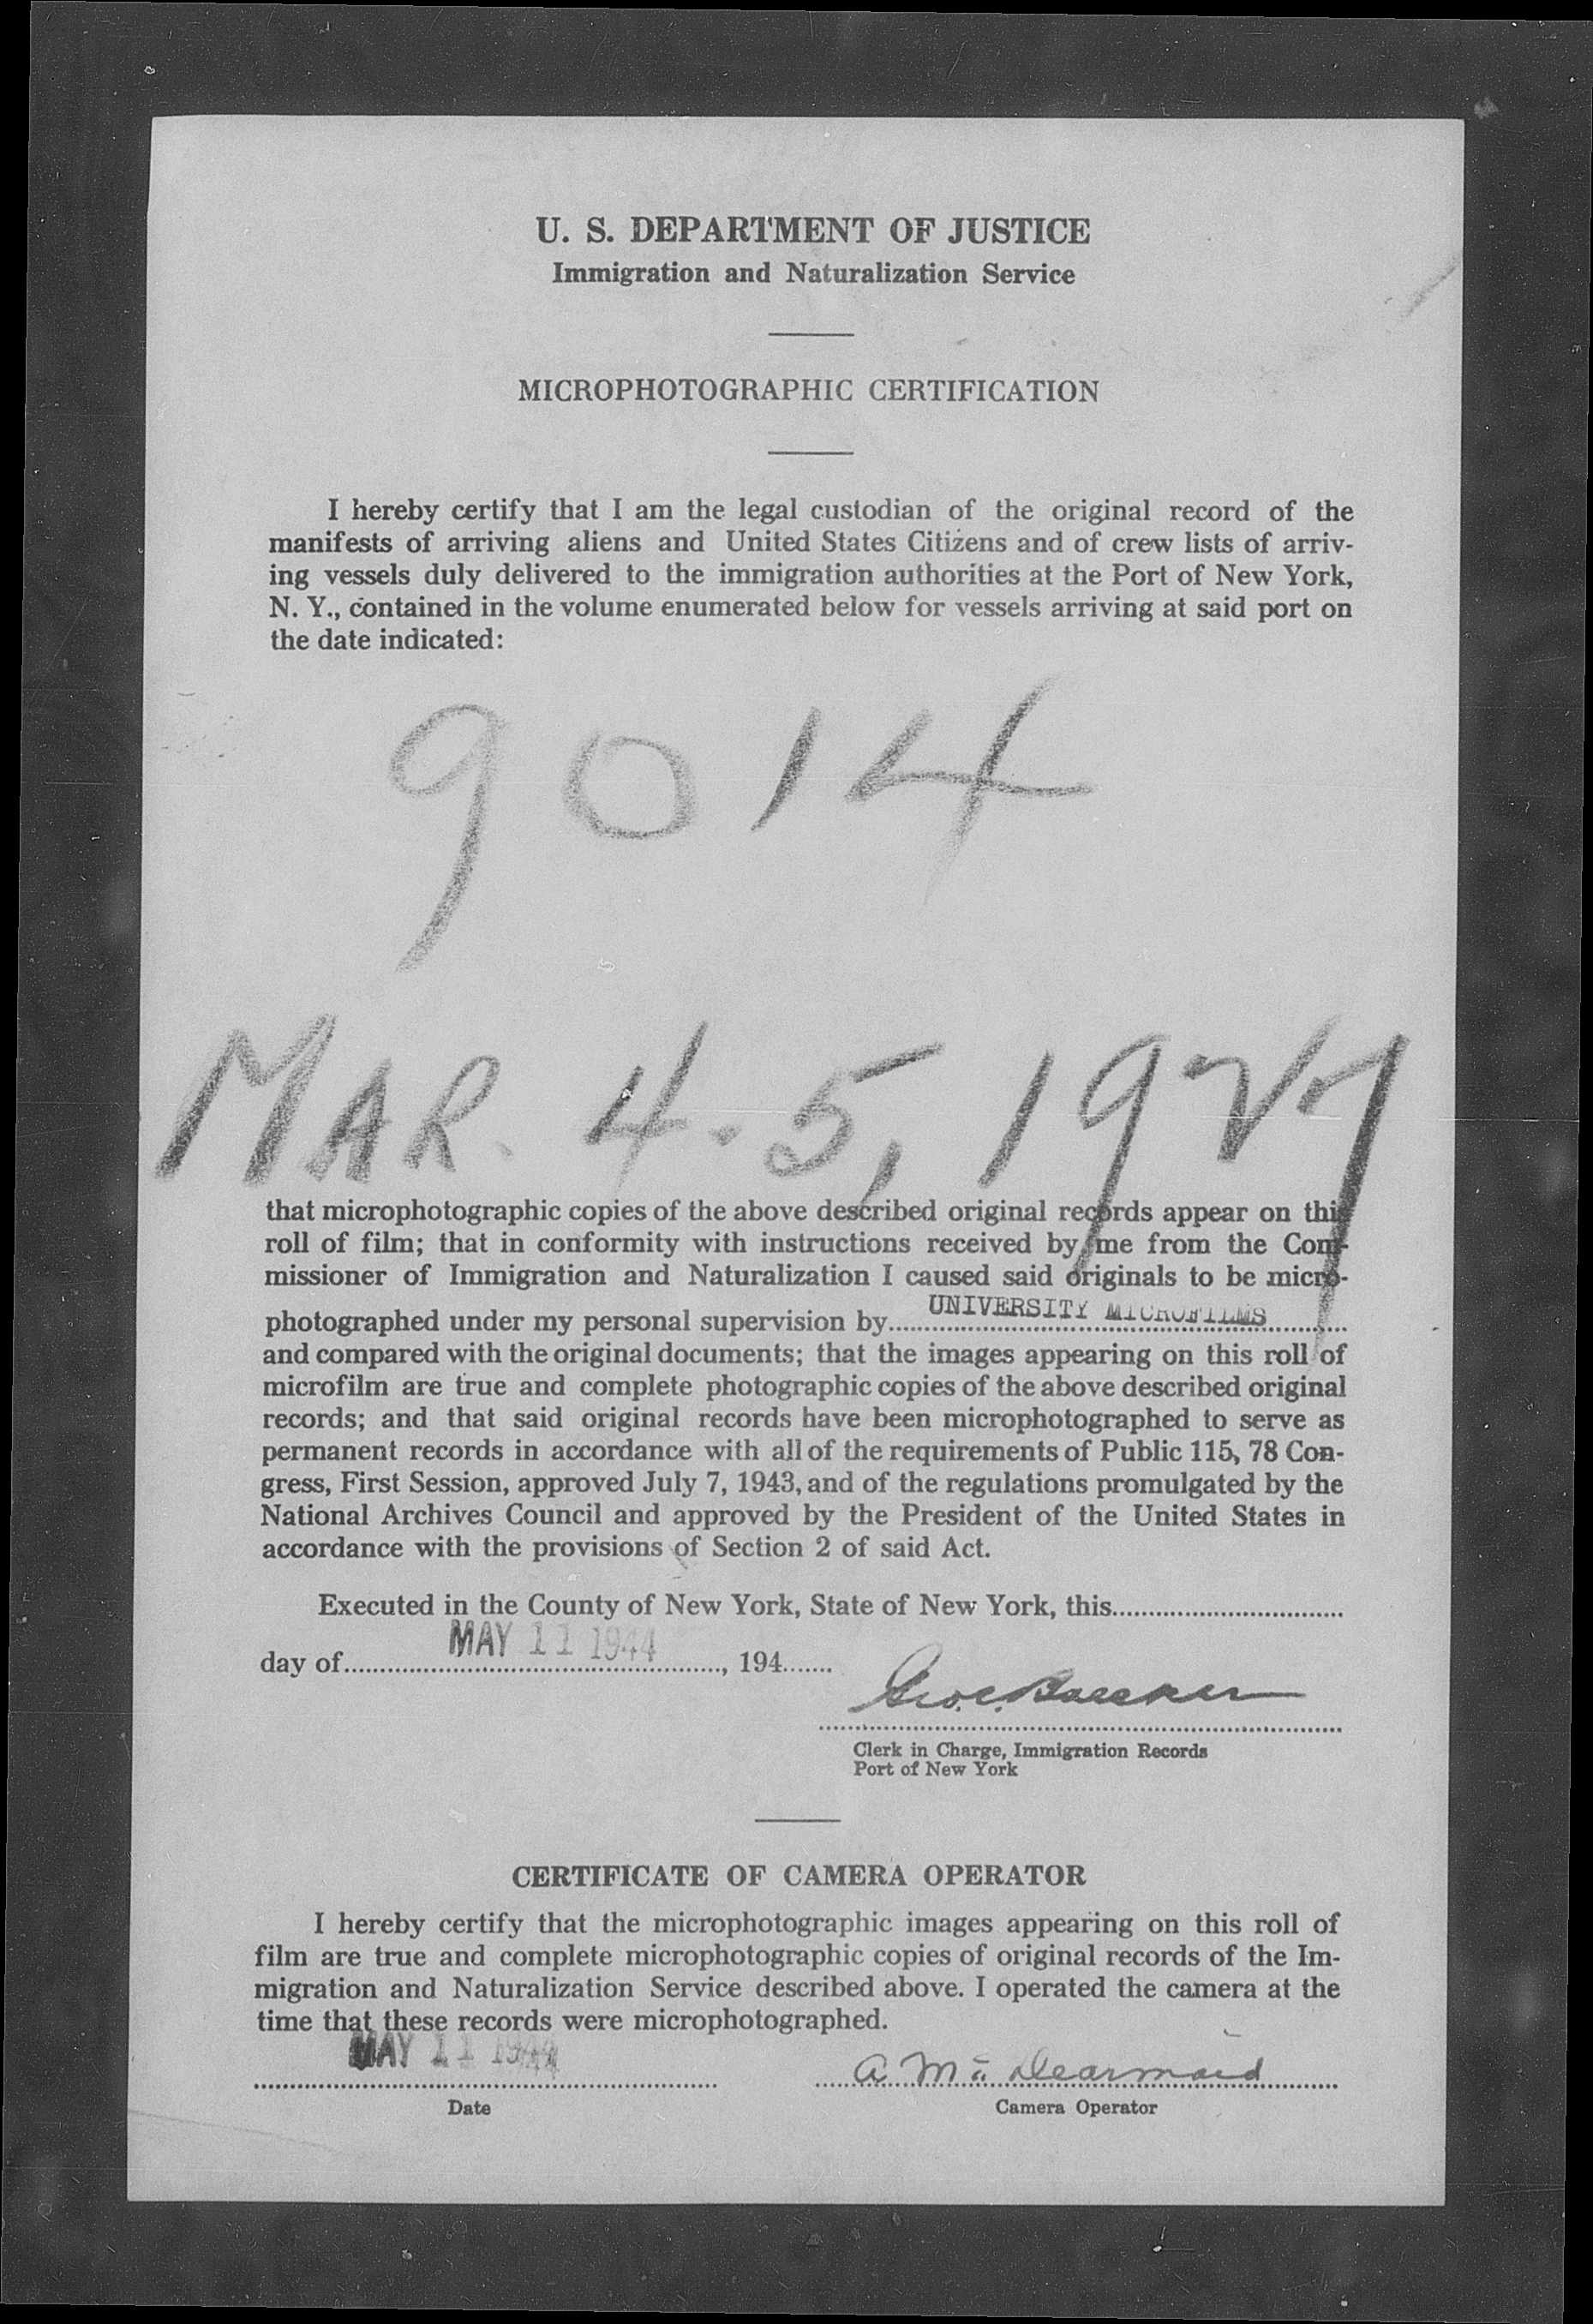 U. S. DEPARTMENT OF JUSTICE
Immigration and Naturalization Service
MICROPHOTOGRAPHIC CERTIFICATION
I hereby certify that I am the legal custodian of the original record of the
manifests of arriving aliens and United States Citizens and of crew lists of arriv-
ing vessels duly delivered to the immigration authorities at the Port of New York,
N. Y., contained in the volume enumerated below for vessels arriving at said port on
the date indicated:
9014
MAR. 4-5, 1927
that microphotographic copies of the above described original records appear on this
roll of film; that in conformity with instructions received by me from the Com-
missioner of Immigration and Naturalization I caused said originals to be micro-
photographed under my personal supervision by UNIVERSITY MICROFILMS
and compared with the original documents; that the images appearing on this roll of
microfilm are true and complete photographic copies of the above described original
records; and that said original records have been microphotographed to serve as
permanent records in accordance with all of the requirements of Public 115, 78 Con-
gress, First Session, approved July 7, 1943, and of the regulations promulgated by the
National Archives Council and approved by the President of the United States in
accordance with the provisions of Section 2 of said Act.
Executed in the County of New York, State of New York, this
day of MAY 11 1944, 194
Clerk in Charge, Immigration Records
Port of New York
CERTIFICATE OF CAMERA OPERATOR
I hereby certify that the microphotographic images appearing on this roll of
film are true and complete microphotographic copies of original records of the Im-
migration and Naturalization Service described above. I operated the camera at the
time that these records were microphotographed.
MAY 11 1944 A. Mc Dearmaid
Date Camera Operator